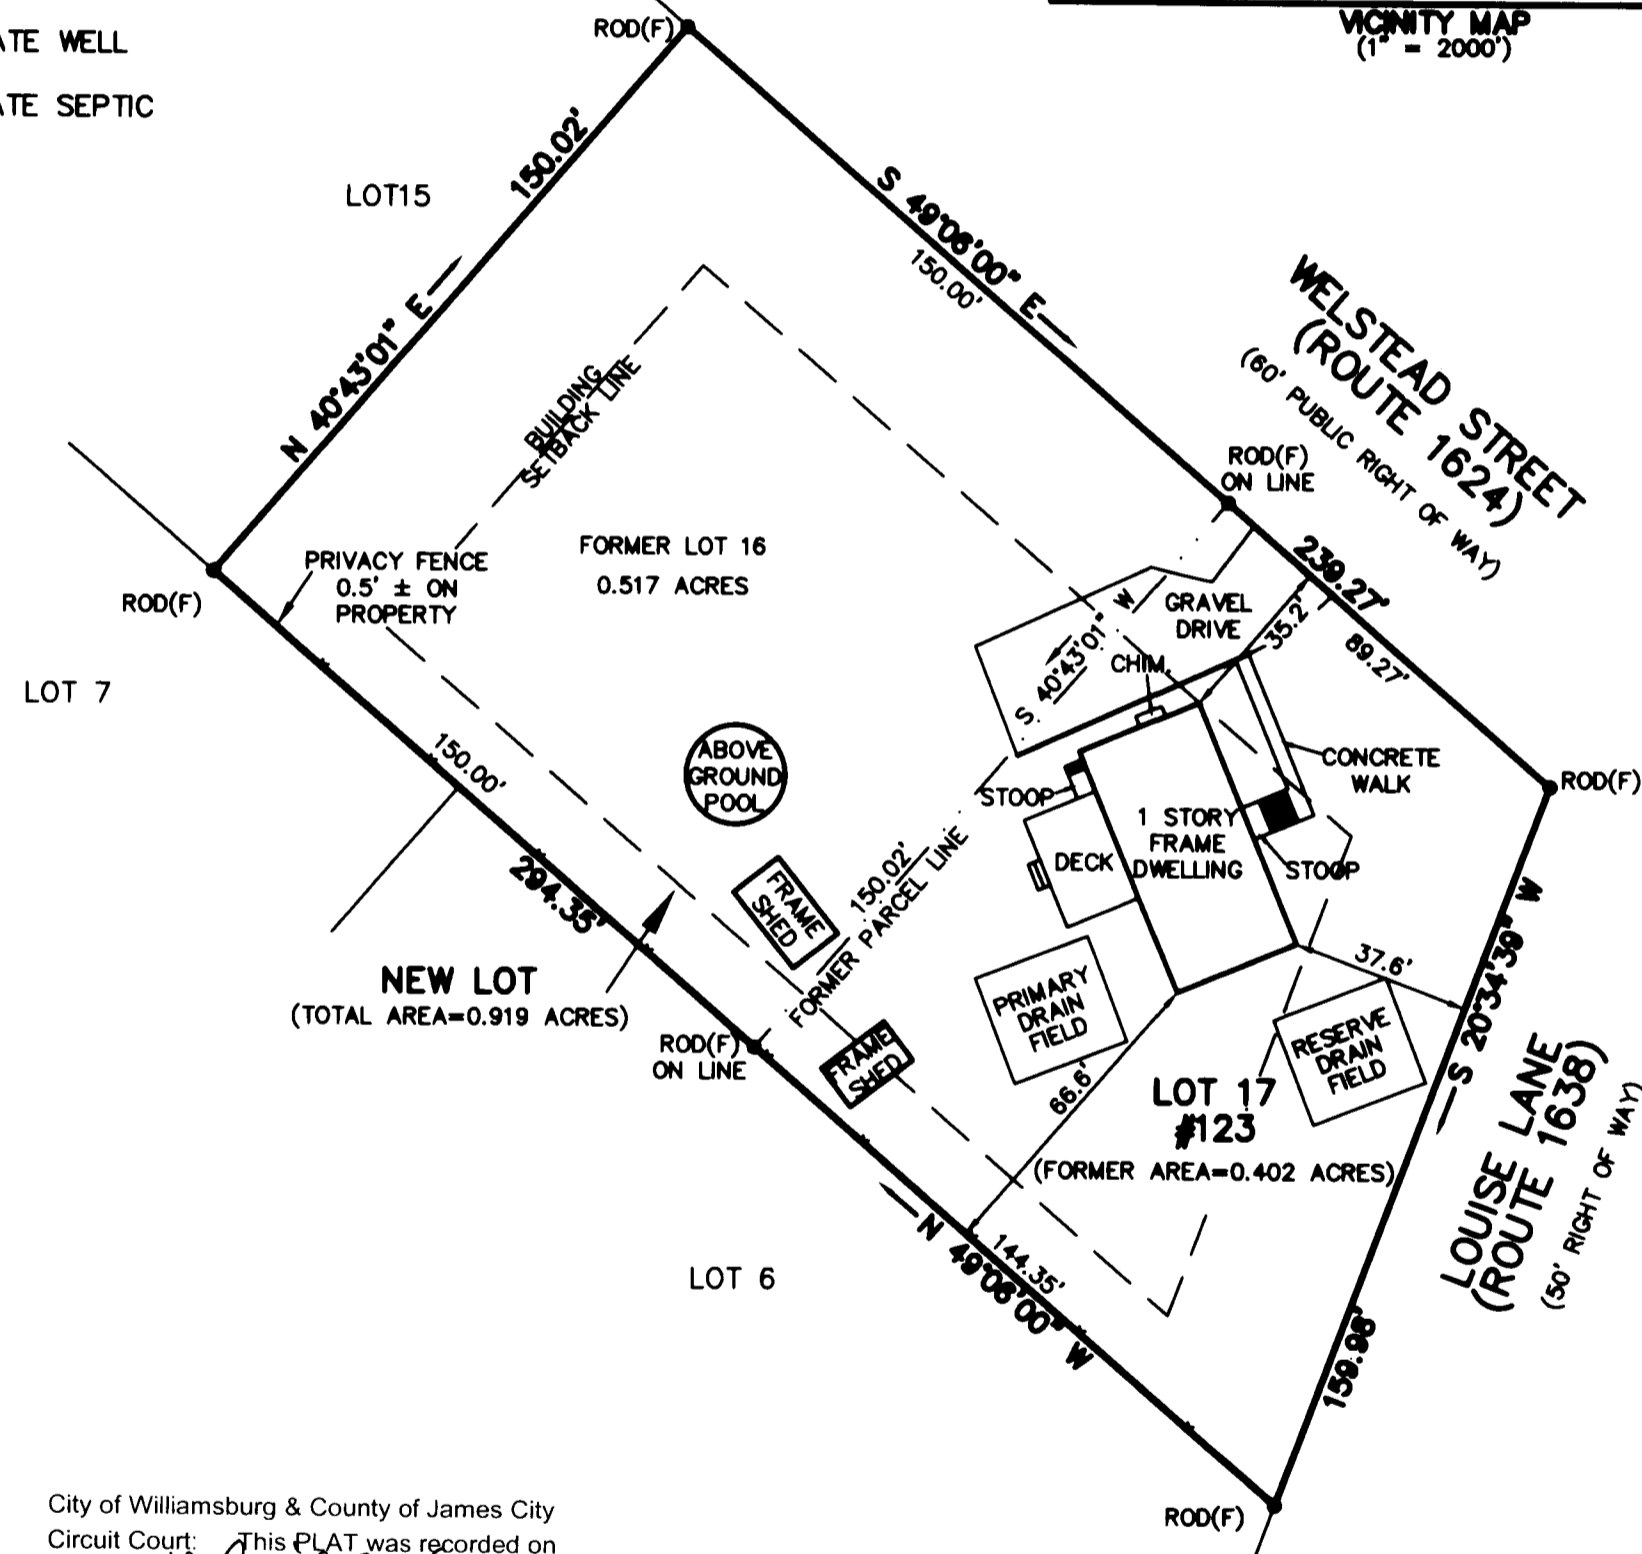 VICINITY MAP
(1" = 2000')
ATE WELL
ATE SEPTIC
ROD(F)
LOT15
150.02'
N 40°43'01" E
S 49°06'00" E
150.00'
WELSTEAD STREET
(ROUTE 1624)
(60' PUBLIC RIGHT OF WAY)
BUILDING
SETBACK LINE
ROD(F)
ON LINE
239.27'
89.27'
35.2'
PRIVACY FENCE
0.5' ± ON
PROPERTY
FORMER LOT 16
0.517 ACRES
ROD(F)
LOT 7
GRAVEL
DRIVE
S 40°43'01" W
CHIM.
CONCRETE
WALK
ROD(F)
ABOVE
GROUND
POOL
STOOP
1 STORY
FRAME
DWELLING
DECK
STOOP
150.00'
294.35'
FRAME
SHED
150.02'
FORMER PARCEL LINE
NEW LOT
(TOTAL AREA=0.919 ACRES)
ROD(F)
ON LINE
FRAME
SHED
PRIMARY
DRAIN
FIELD
37.6'
RESERVE
DRAIN
FIELD
66.6'
LOT 17
#123
(FORMER AREA=0.402 ACRES)
S 20°34'39" W
LOUISE LANE
(ROUTE 1638)
(50' RIGHT OF WAY)
LOT 6
144.35'
N 49°06'00" W
159.98'
ROD(F)
City of Williamsburg & County of James City
Circuit Court: This PLAT was recorded on